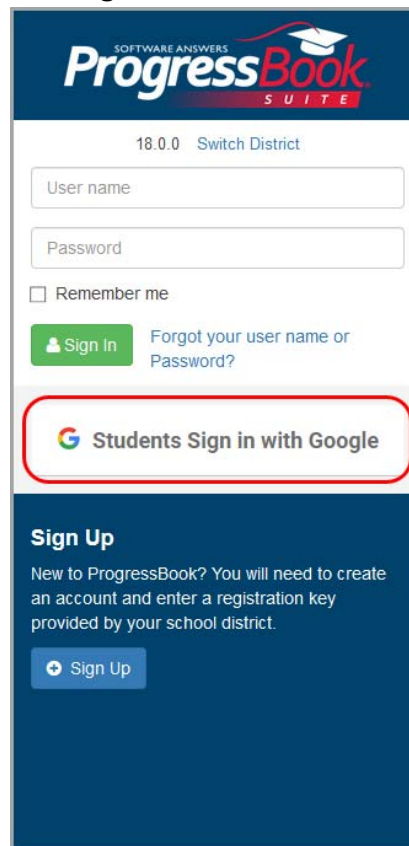 SOFTWARE ANSWERS
ProgressBook
SUITE
18.0.0 Switch District
User name
Password
Remember me
Sign In
Forgot your user name or
Password?
G Students Sign in with Google
Sign Up
New to ProgressBook? You will need to create
an account and enter a registration key
provided by your school district.
Sign Up